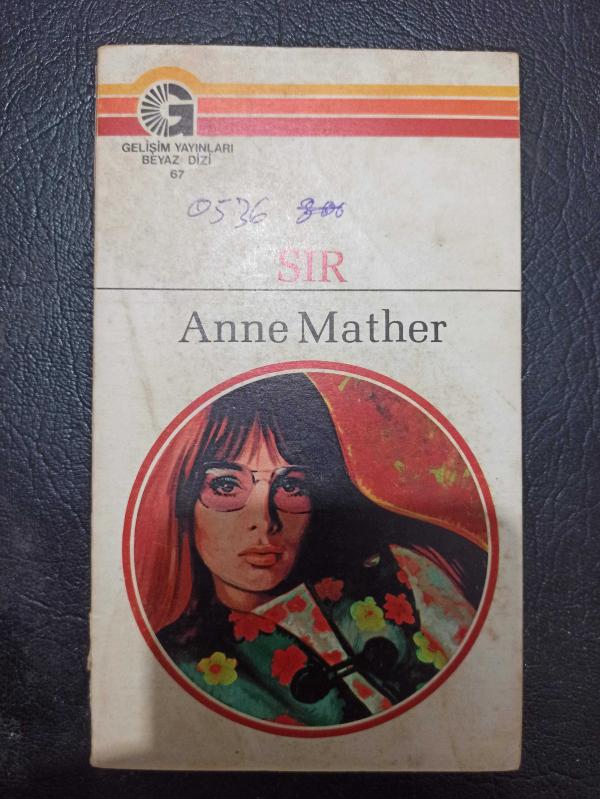 G
GELİŞİM YAYINLARI
BEYAZ DİZİ
67
0536
SIR
Anne Mather